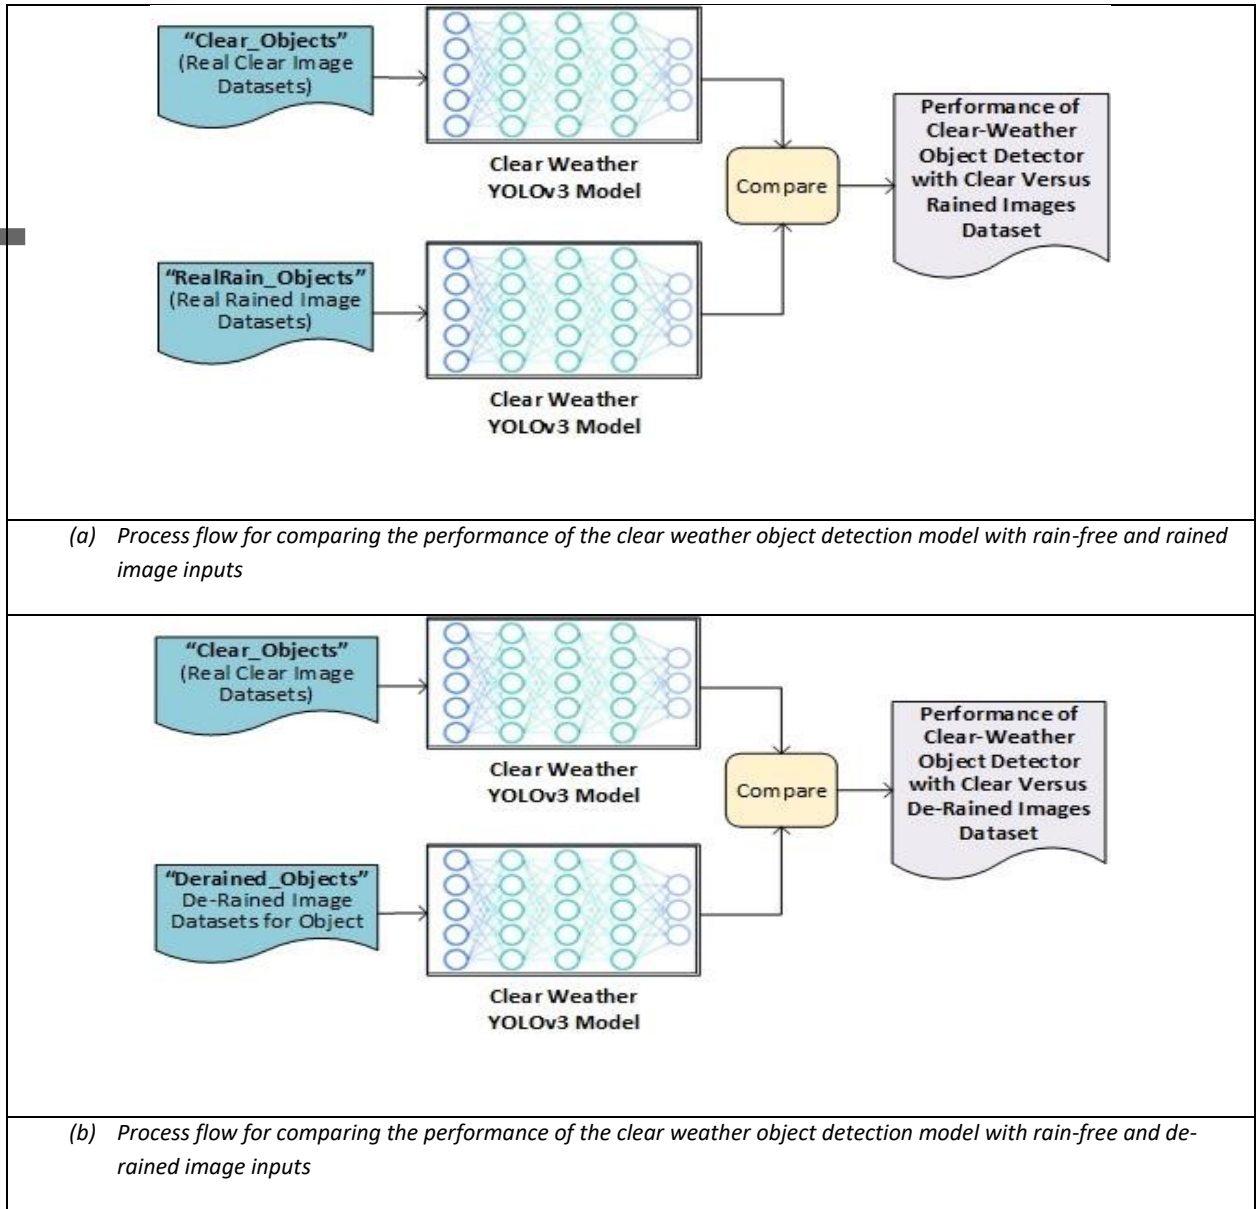 “Clear_Objects”
(Real Clear Image
Datasets)
Clear Weather
YOLOv3 Model
“RealRain_Objects”
(Real Rained Image
Datasets)
Clear Weather
YOLOv3 Model
Compare
Performance of
Clear-Weather
Object Detector
with Clear Versus
Rained Images
Dataset
(a) Process flow for comparing the performance of the clear weather object detection model with rain-free and rained
image inputs
“Clear_Objects”
(Real Clear Image
Datasets)
Clear Weather
YOLOv3 Model
“Derained_Objects”
De-Rained Image
Datasets for Object
Clear Weather
YOLOv3 Model
Compare
Performance of
Clear-Weather
Object Detector
with Clear Versus
De-Rained Images
Dataset
(b) Process flow for comparing the performance of the clear weather object detection model with rain-free and de-
rained image inputs